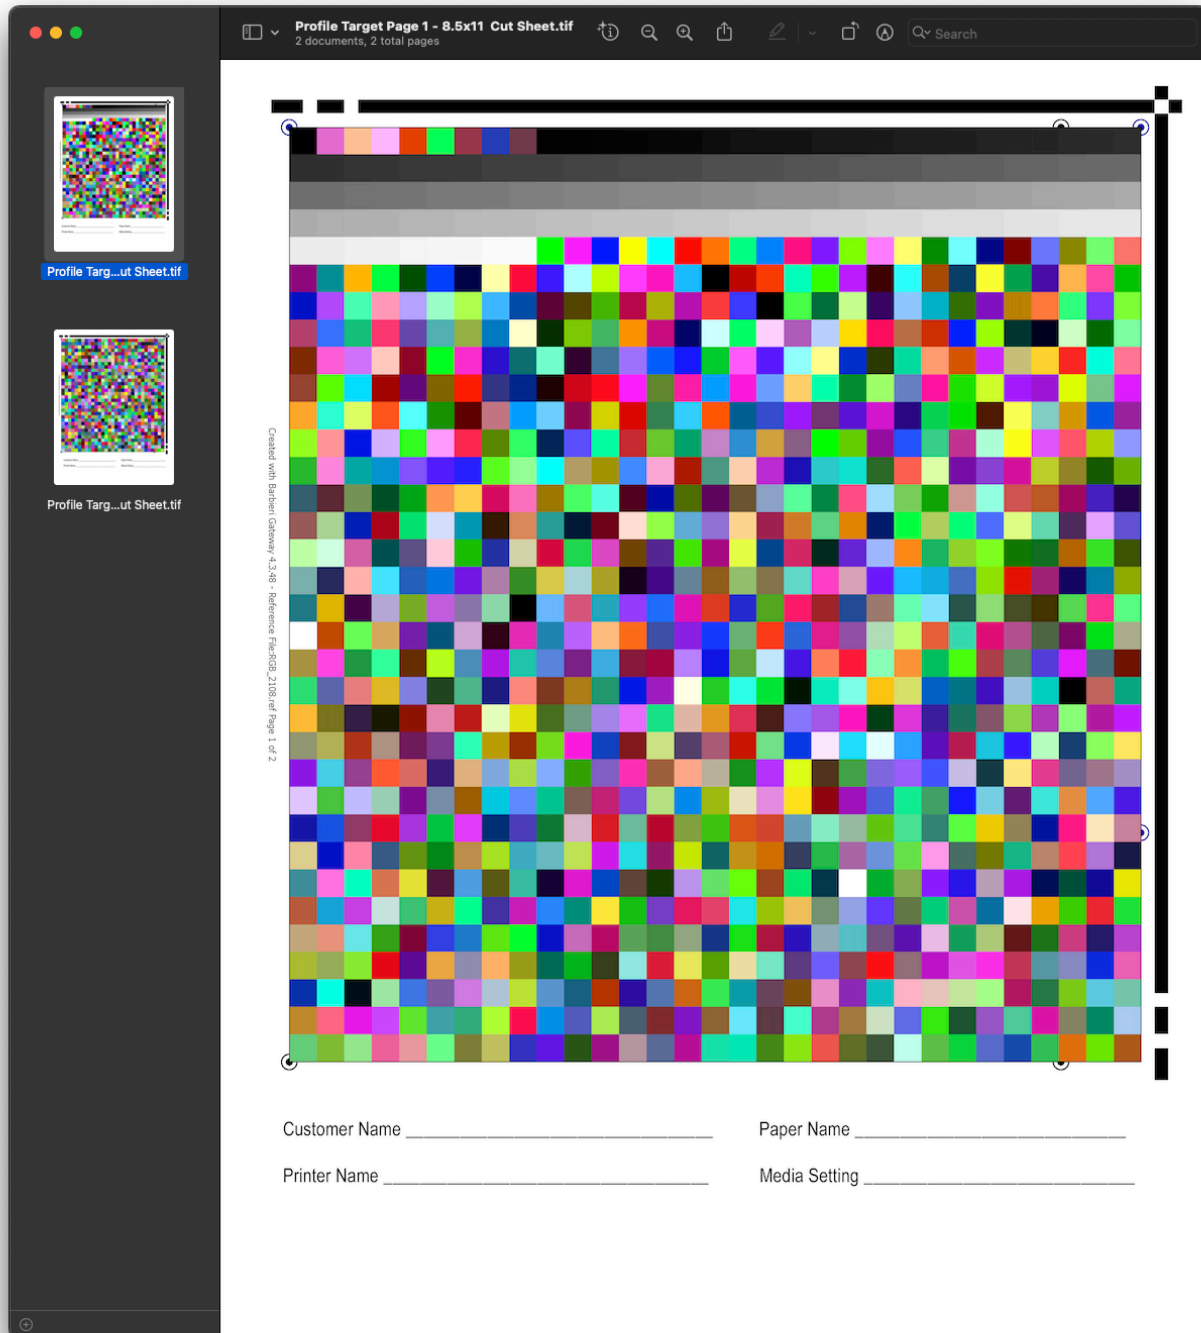 Profile Target Page 1 - 8.5x11 Cut Sheet.tif
2 documents, 2 total pages
Search
Profile Targ...ut Sheet.tif
Profile Targ...ut Sheet.tif
Created with Barbieri Gateway 4.3.48 - Reference File:RGB_2108.ref Page 1 of 2
Customer Name
Paper Name
Printer Name
Media Setting